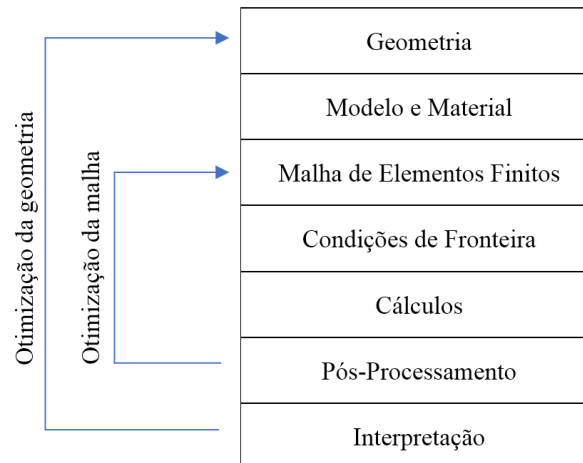 Otimização da geometria
Otimização da malha
Geometria
Modelo e Material
Malha de Elementos Finitos
Condições de Fronteira
Cálculos
Pós-Processamento
Interpretação